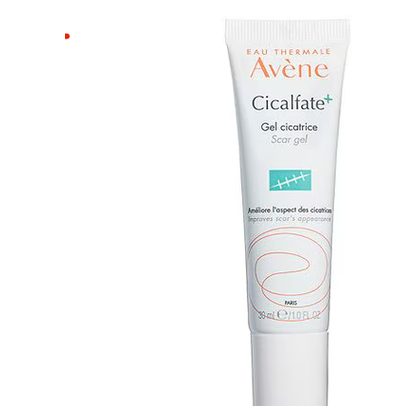 EAU THERMALE
Avène
Cicalfate+
Gel cicatrice
Scar gel
Améliore l'aspect des cicatrices
Improves scar's appearance
PARIS
30 ml ℮/1.0 FL.OZ